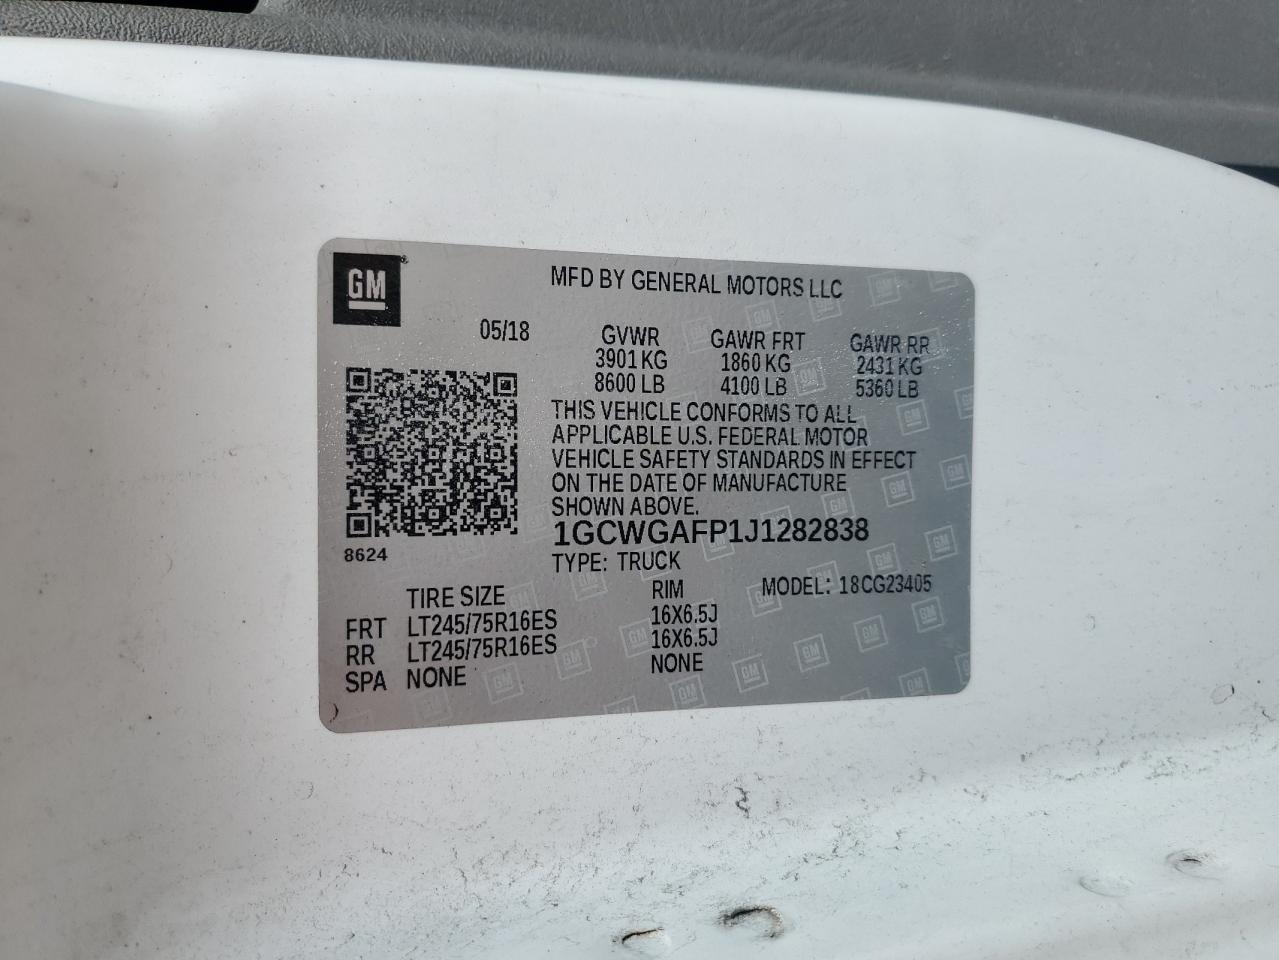 GM
MFD BY GENERAL MOTORS LLC
05/18 GVWR GAWR FRT GAWR RR
3901 KG 1860 KG 2431 KG
8600 LB 4100 LB 5360 LB
THIS VEHICLE CONFORMS TO ALL
APPLICABLE U.S. FEDERAL MOTOR
VEHICLE SAFETY STANDARDS IN EFFECT
ON THE DATE OF MANUFACTURE
SHOWN ABOVE.
1GCWGAFP1J1282838
8624
TYPE: TRUCK
TIRE SIZE RIM MODEL: 18CG23405
FRT LT245/75R16ES 16X6.5J
RR LT245/75R16ES 16X6.5J
SPA NONE NONE